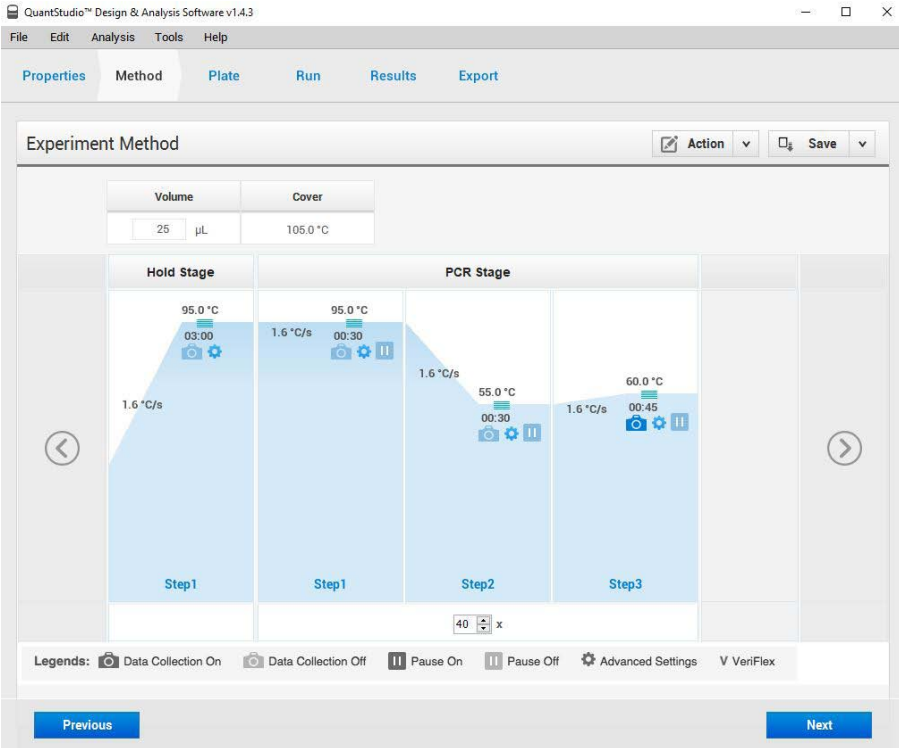 QuantStudio™ Design & Analysis Software v1.4.3
File Edit Analysis Tools Help
Properties Method Plate Run Results Export
Experiment Method
Action
Save
Volume Cover
25 µL 105.0 °C
Hold Stage PCR Stage
95.0 °C
03:00
1.6 °C/s
Step1
95.0 °C
1.6 °C/s
00:30
Step1
1.6 °C/s
55.0 °C
00:30
Step2
60.0 °C
1.6 °C/s
00:45
Step3
40 x
Legends: Data Collection On Data Collection Off Pause On Pause Off Advanced Settings V VeriFlex
Previous Next